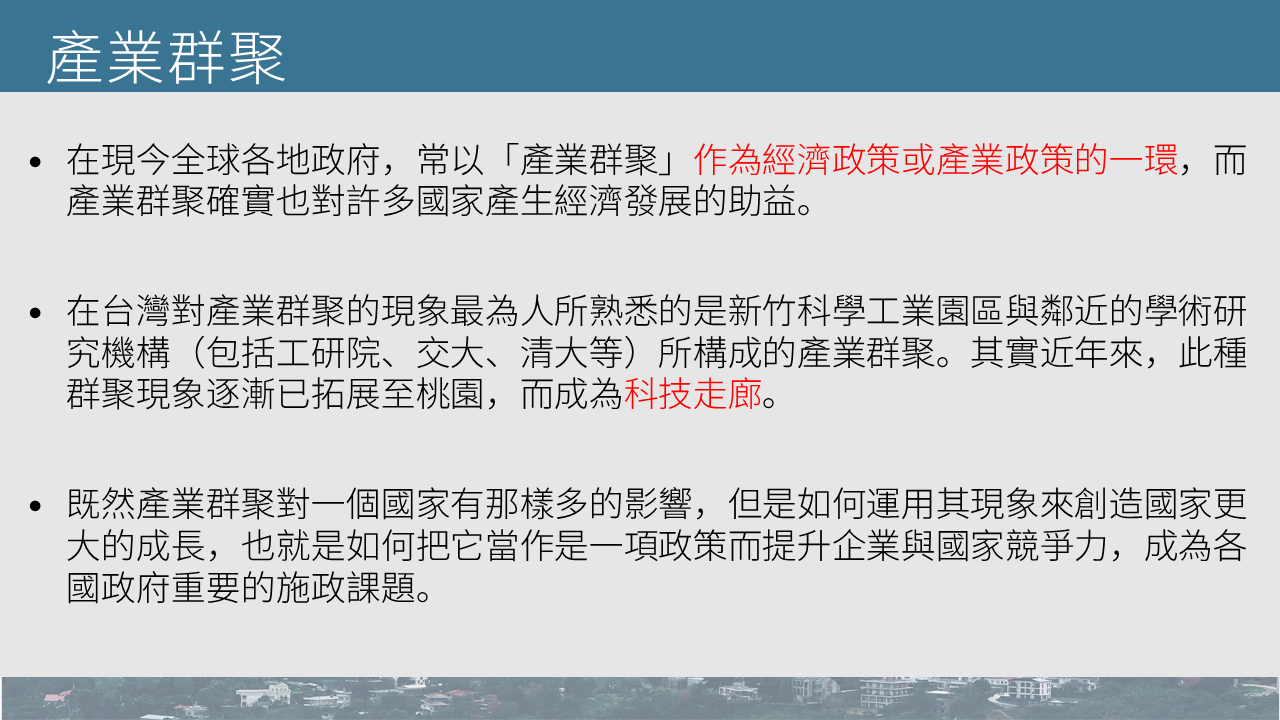 產業群聚
• 在現今全球各地政府，常以「產業群聚」作為經濟政策或產業政策的一環，而
產業群聚確實也對許多國家產生經濟發展的助益。
• 在台灣對產業群聚的現象最為人所熟悉的是新竹科學工業園區與鄰近的學術研
究機構（包括工研院、交大、清大等）所構成的產業群聚。其實近年來，此種
群聚現象逐漸已拓展至桃園，而成為科技走廊。
• 既然產業群聚對一個國家有那樣多的影響，但是如何運用其現象來創造國家更
大的成長，也就是如何把它當作是一項政策而提升企業與國家競爭力，成為各
國政府重要的施政課題。